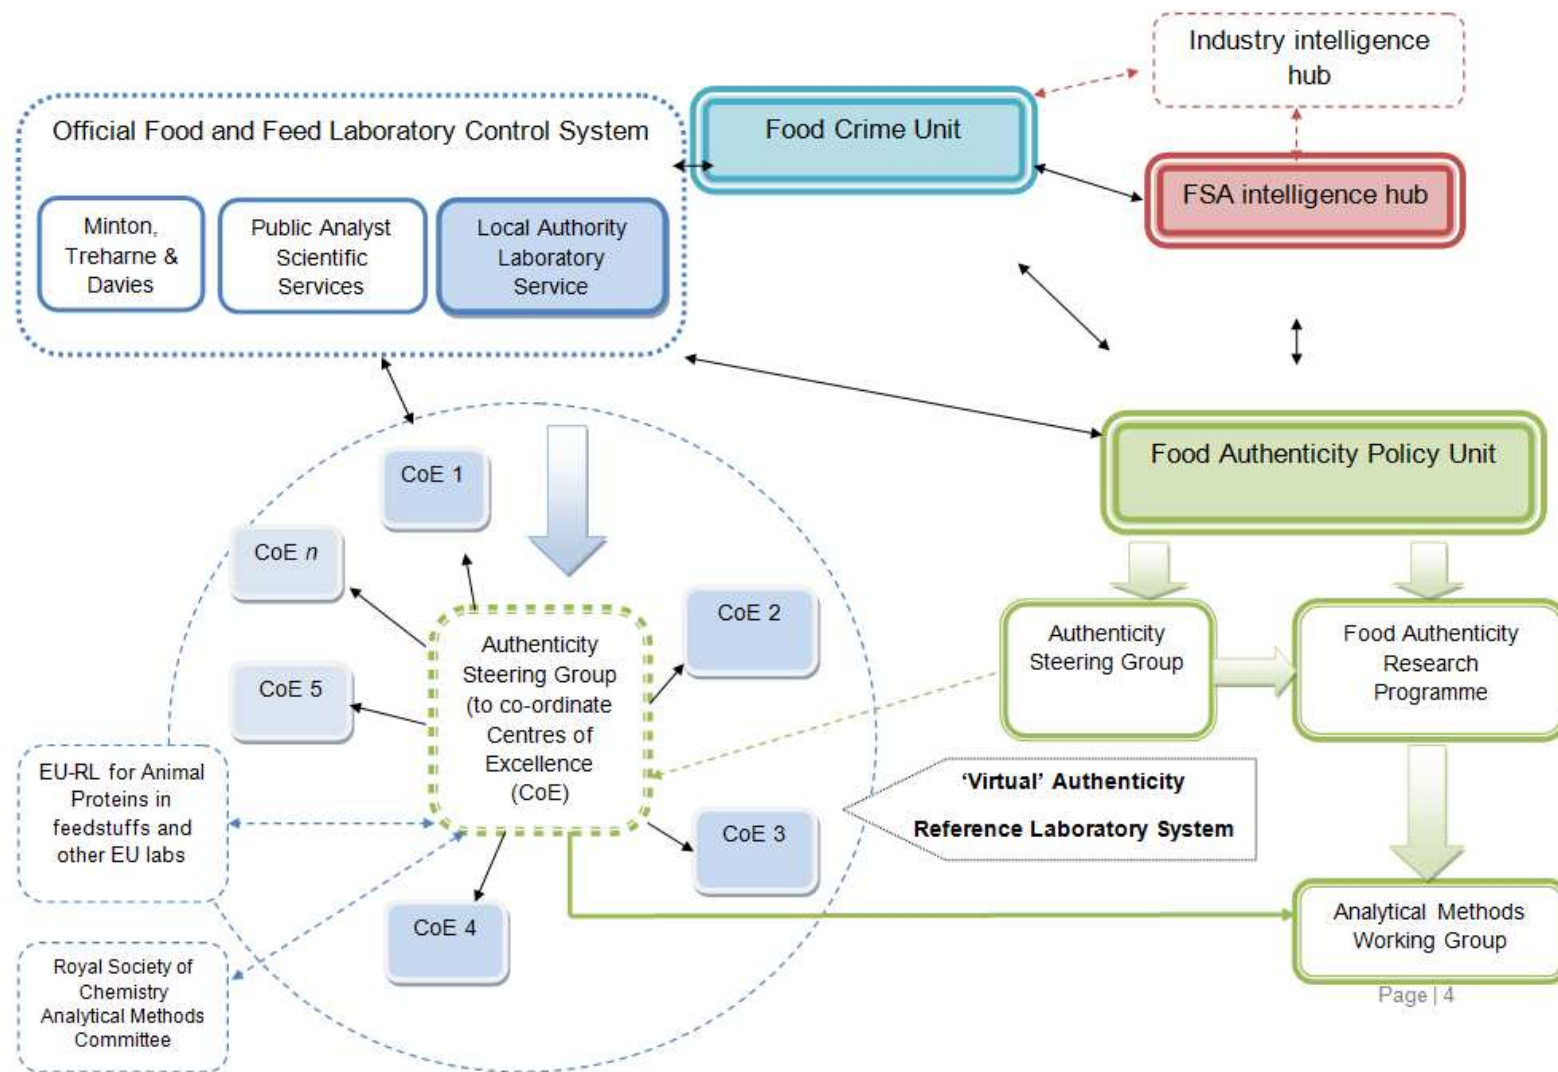 Industry intelligence
hub
Official Food and Feed Laboratory Control System
Food Crime Unit
FSA intelligence hub
Minton,
Treharne &
Davies
Public Analyst
Scientific
Services
Local Authority
Laboratory
Service
Food Authenticity Policy Unit
CoE 1
CoE n
CoE 2
CoE 5
Authenticity
Steering Group
(to co-ordinate
Centres of
Excellence
(CoE)
Authenticity
Steering Group
Food Authenticity
Research
Programme
EU-RL for Animal
Proteins in
feedstuffs and
other EU labs
‘Virtual’ Authenticity
Reference Laboratory System
CoE 3
CoE 4
Analytical Methods
Working Group
Royal Society of
Chemistry
Analytical Methods
Committee
Page | 4